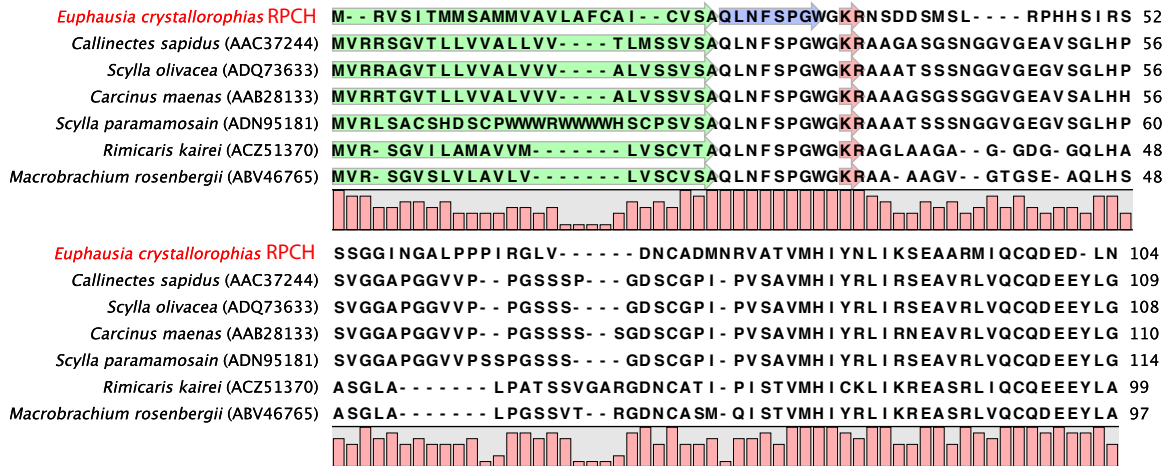 Euphausia crystallorophias RPCH M--RVSITMMSAMMVAVLAFCAI--CVSAQLNFSPGWGKRNSDDSMSL----RPHHSIRS 52
Callinectes sapidus (AAC37244) MVRRSGVTLLVVALLVV----TLMSSVSAQLNFSPGWGKRAAGASGSNGGVGEAVSGLHP 56
Scylla olivacea (ADQ73633) MVRRAGVTLLVVALVVV----ALVSSVSAQLNFSPGWGKRAAATSSSNGGVGEGVSGLHP 56
Carcinus maenas (AAB28133) MVRRTGVTLLVVALVVV----ALVSSVSAQLNFSPGWGKRAAAGSGSSGGVGEAVSALHH 56
Scylla paramamosain (ADN95181) MVRLSACSHDSCPWWWRWWWWHSCPSVSAQLNFSPGWGKRAAATSSSNGGVGEGVSGLHP 60
Rimicaris kairei (ACZ51370) MVR-SGVILAMAVVM-------LVSCVTAQLNFSPGWGKRAGLAAGA--G-GDG-GQLHA 48
Macrobrachium rosenbergii (ABV46765) MVR-SGVSLVLAVLV-------LVSCVSAQLNFSPGWGKRAA-AAGV--GTGSE-AQLHS 48
Euphausia crystallorophias RPCH SSGGINGALPPPIRGLV------DNCADMNRVATVMHIYNLIKSEAARMIQCQDED-LN 104
Callinectes sapidus (AAC37244) SVGGAPGGVVP--PGSSSP---GDSCGPI-PVSAVMHIYRLIRSEAVRLVQCQDEEYLG 109
Scylla olivacea (ADQ73633) SVGGAPGGVVP--PGSSS----GDSCGPI-PVSAVMHIYRLIRSEAVRLVQCQDEEYLG 108
Carcinus maenas (AAB28133) SVGGAPGGVVP--PGSSSS--SGDSCGPI-PVSAVMHIYRLIRNEAVRLVQCQDEEYLG 110
Scylla paramamosain (ADN95181) SVGGAPGGVVPSSPGSSS----GDSCGPI-PVSAVMHIYRLIRSEAVRLVQCQDEEYLG 114
Rimicaris kairei (ACZ51370) ASGLA-------LPATSSVGARGDNCATI-PISTVMHICKLIKREASRLIQCQEEEYLA 99
Macrobrachium rosenbergii (ABV46765) ASGLA-------LPGSSVT--RGDNCASM-QISTVMHIYRLIKREASRLVQCQDEEYLA 97